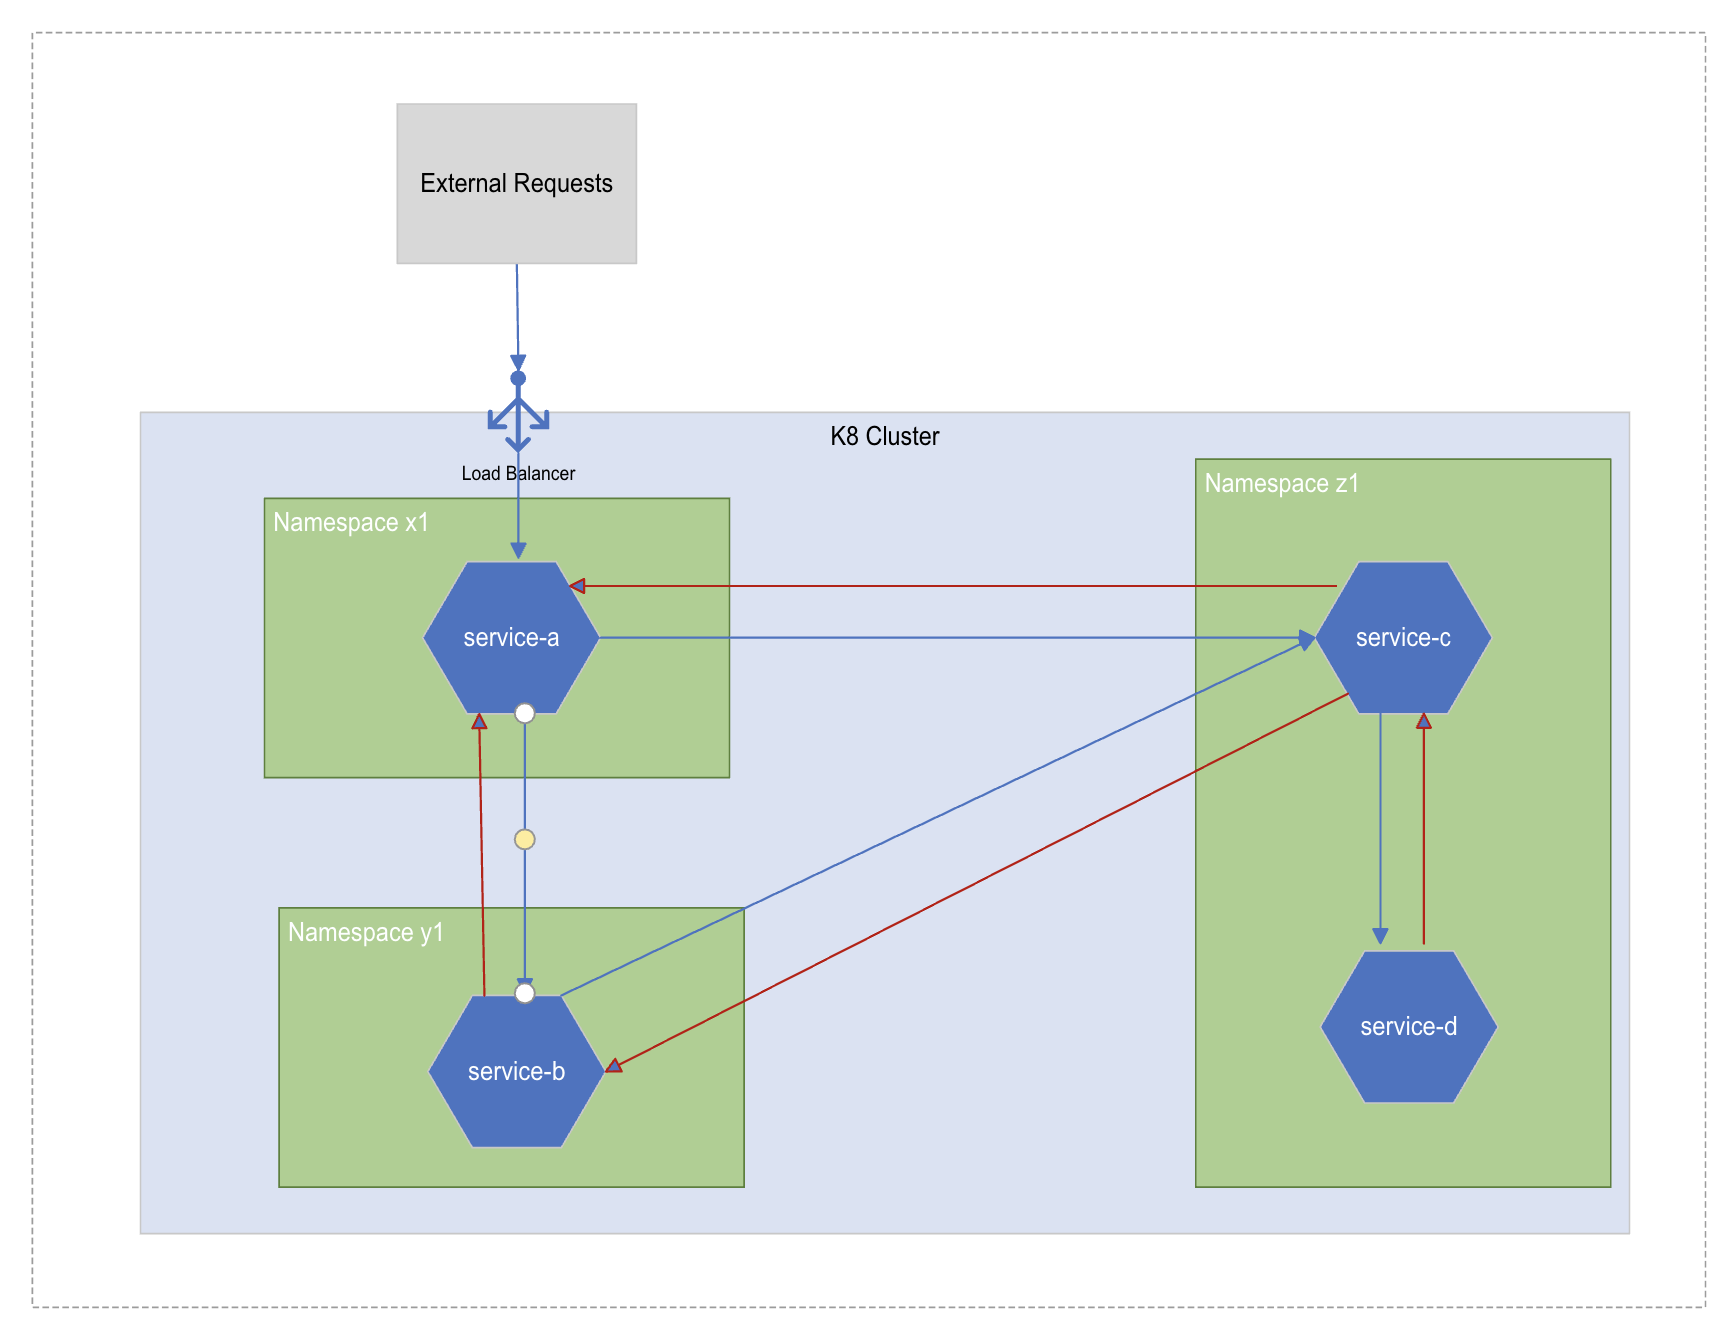 External Requests
K8 Cluster
Load Balancer
Namespace x1
Namespace z1
service-a
service-c
Namespace y1
service-b
service-d